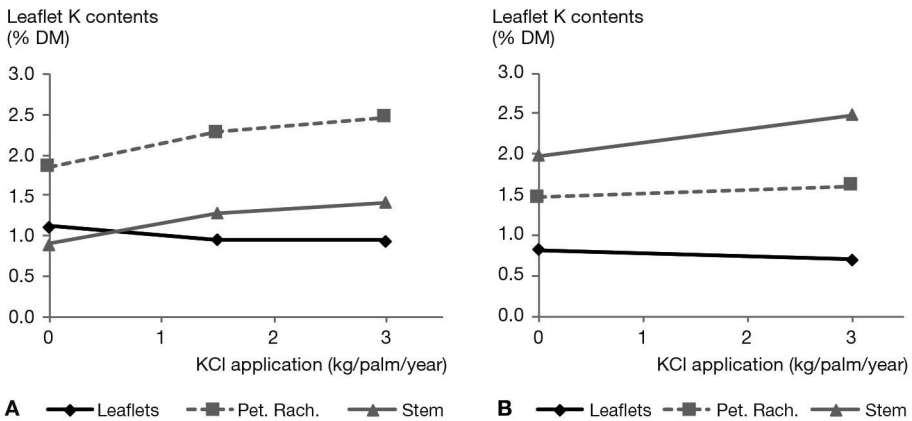 Leaflet K contents
(% DM)
3.0
2.5
2.0
1.5
1.0
0.5
0.0
0 1 2 3
KCl application (kg/palm/year)
A Leaflets Pet. Rach. Stem
Leaflet K contents
(% DM)
3.0
2.5
2.0
1.5
1.0
0.5
0.0
0 1 2 3
KCl application (kg/palm/year)
B Leaflets Pet. Rach. Stem